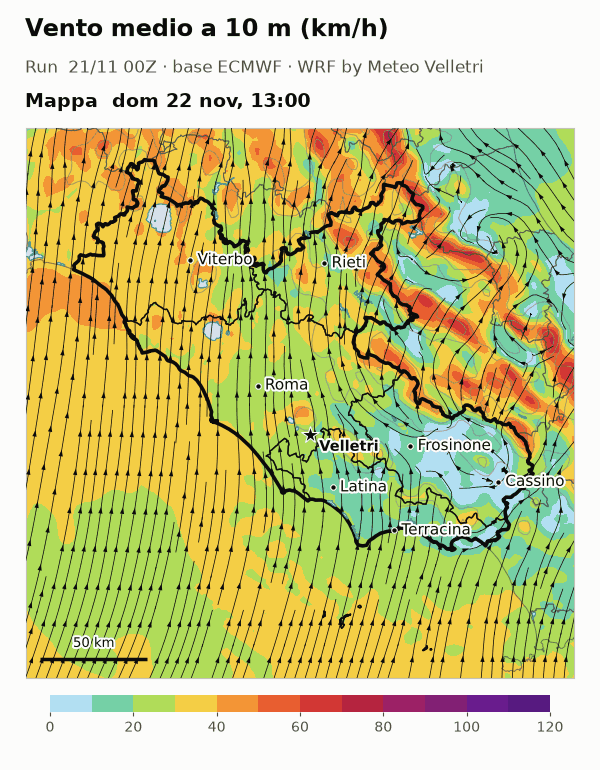 Vento medio a 10 m (km/h)
Run  21/11 00Z · base ECMWF · WRF by Meteo Velletri
Mappa  dom 22 nov, 13:00
Viterbo
Rieti
Roma
Velletri
Frosinone
Cassino
Latina
Terracina
50 km
0 20 40 60 80 100 120